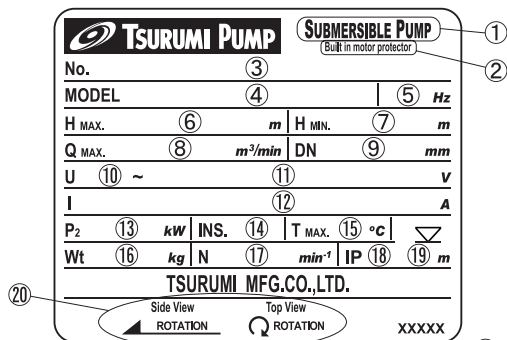 TSURUMI PUMP SUBMERSIBLE PUMP ①
Built in motor protector ②
No. ③
MODEL ④ ⑤ Hz
H MAX. ⑥ m H MIN. ⑦ m
Q MAX. ⑧ m³/min DN ⑨ mm
U ⑩ ~ ⑪ V
I ⑫ A
P2 ⑬ kW INS. ⑭ T MAX. ⑮ °C
Wt ⑯ kg N ⑰ min⁻¹ IP ⑱ ⑲ m
TSURUMI MFG.CO.,LTD.
⑳
Side View Top View
ROTATION ROTATION XXXXX